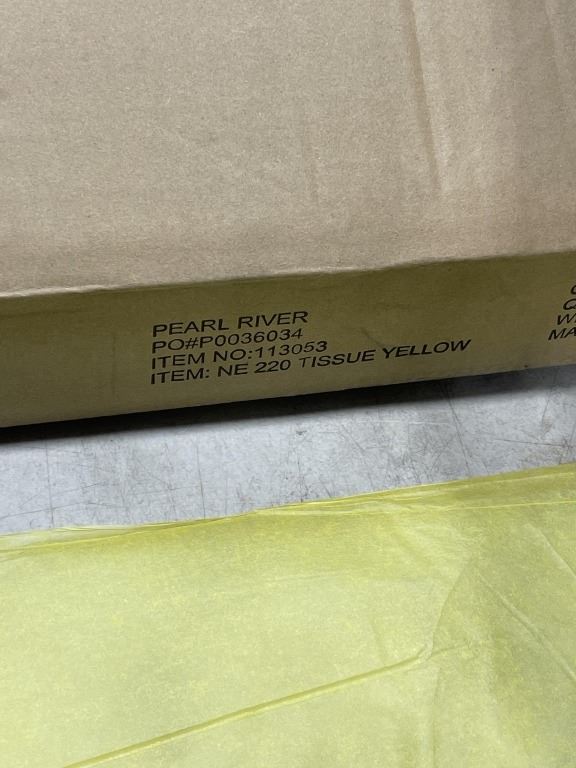 PEARL RIVER
PO#P0036034
ITEM NO:113053
ITEM: NE 220 TISSUE YELLOW